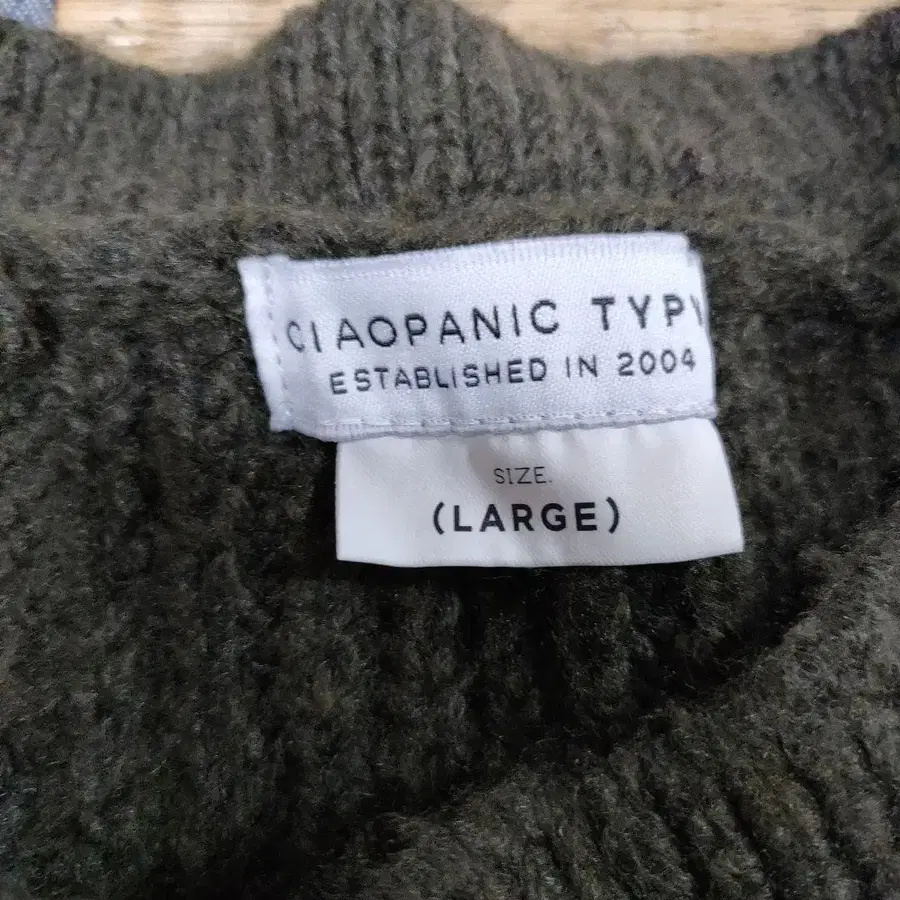 CIAOPANIC TYPY
ESTABLISHED IN 2004
SIZE.
(LARGE)